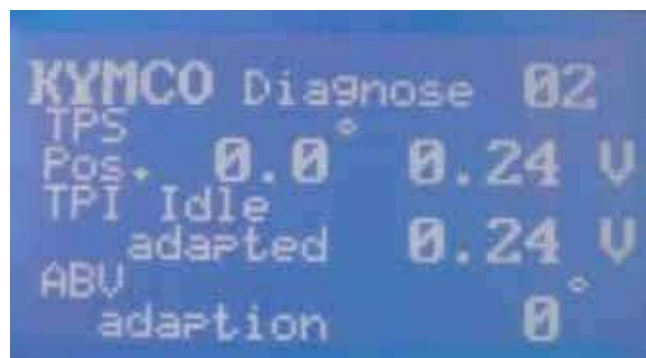 KYMCO Diagnose 02
TPS
Pos. 0.0° 0.24 V
TPI Idle
adapted 0.24 V
ABV
adaption 0°